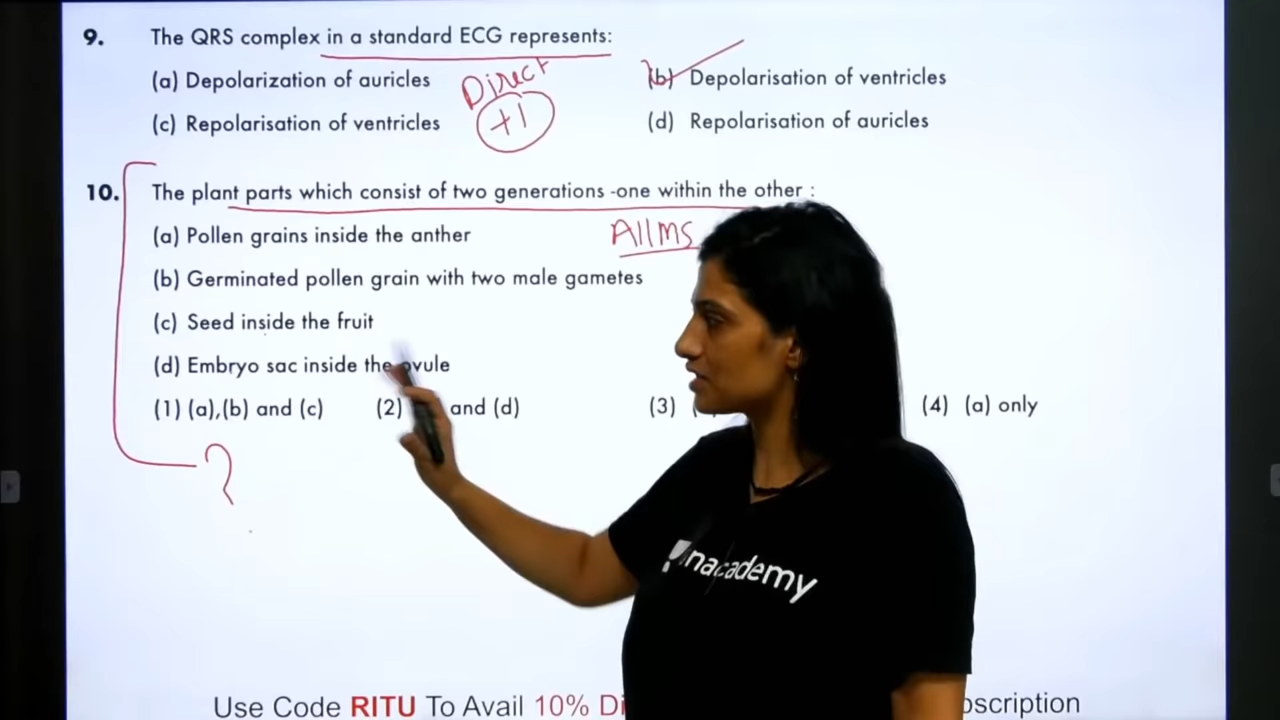 9. The QRS complex in a standard ECG represents:
(a) Depolarization of auricles (b) Depolarisation of ventricles
Direct
(c) Repolarisation of ventricles +1 (d) Repolarisation of auricles
10. The plant parts which consist of two generations -one within the other :
(a) Pollen grains inside the anther AIIMS
(b) Germinated pollen grain with two male gametes
(c) Seed inside the fruit
(d) Embryo sac inside the ovule
(1) (a),(b) and (c) (2) and (d) (3) (4) (a) only
?
unacademy
Use Code RITU To Avail 10%